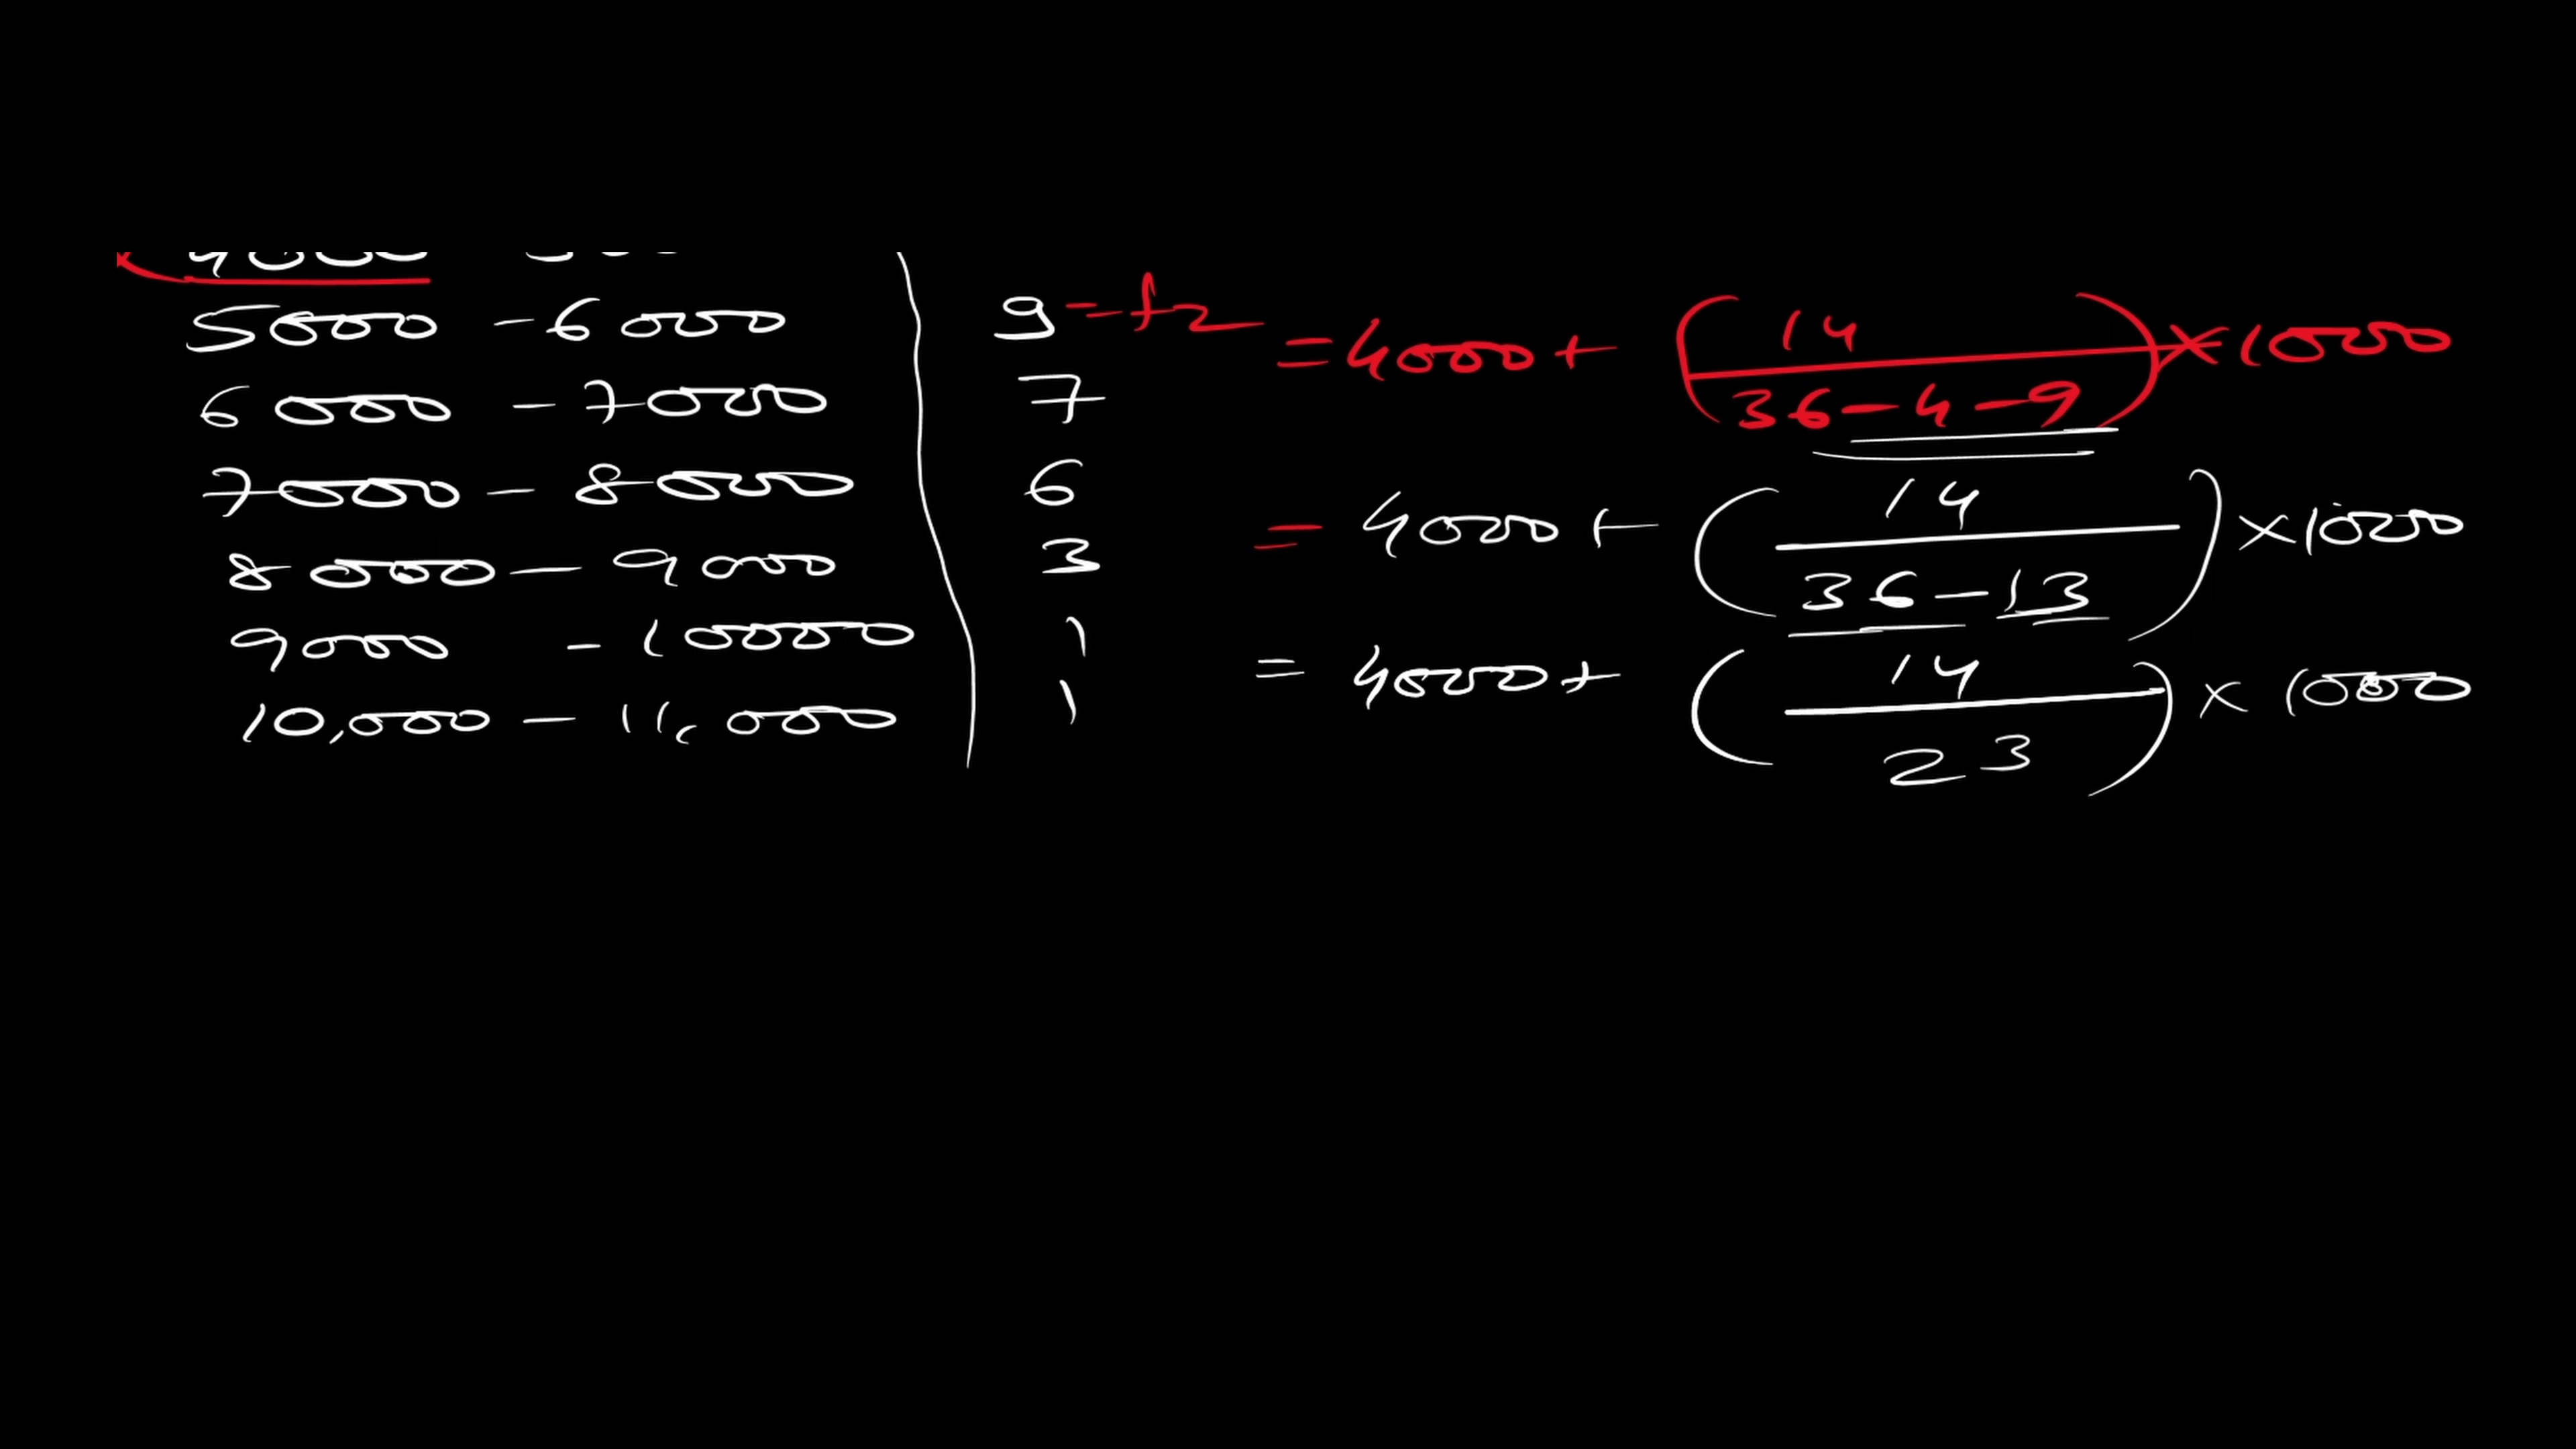 5000 - 6000 9 = f2
6000 - 7000 7
7000 - 8000 6
8000 - 9000 3
9000 - 10000 1
10,000 - 11,000 1
= 4000 + (14 / 36 - 4 - 9) × 1000
= 4000 + (14 / 36 - 13) × 1000
= 4000 + (14 / 23) × 1000